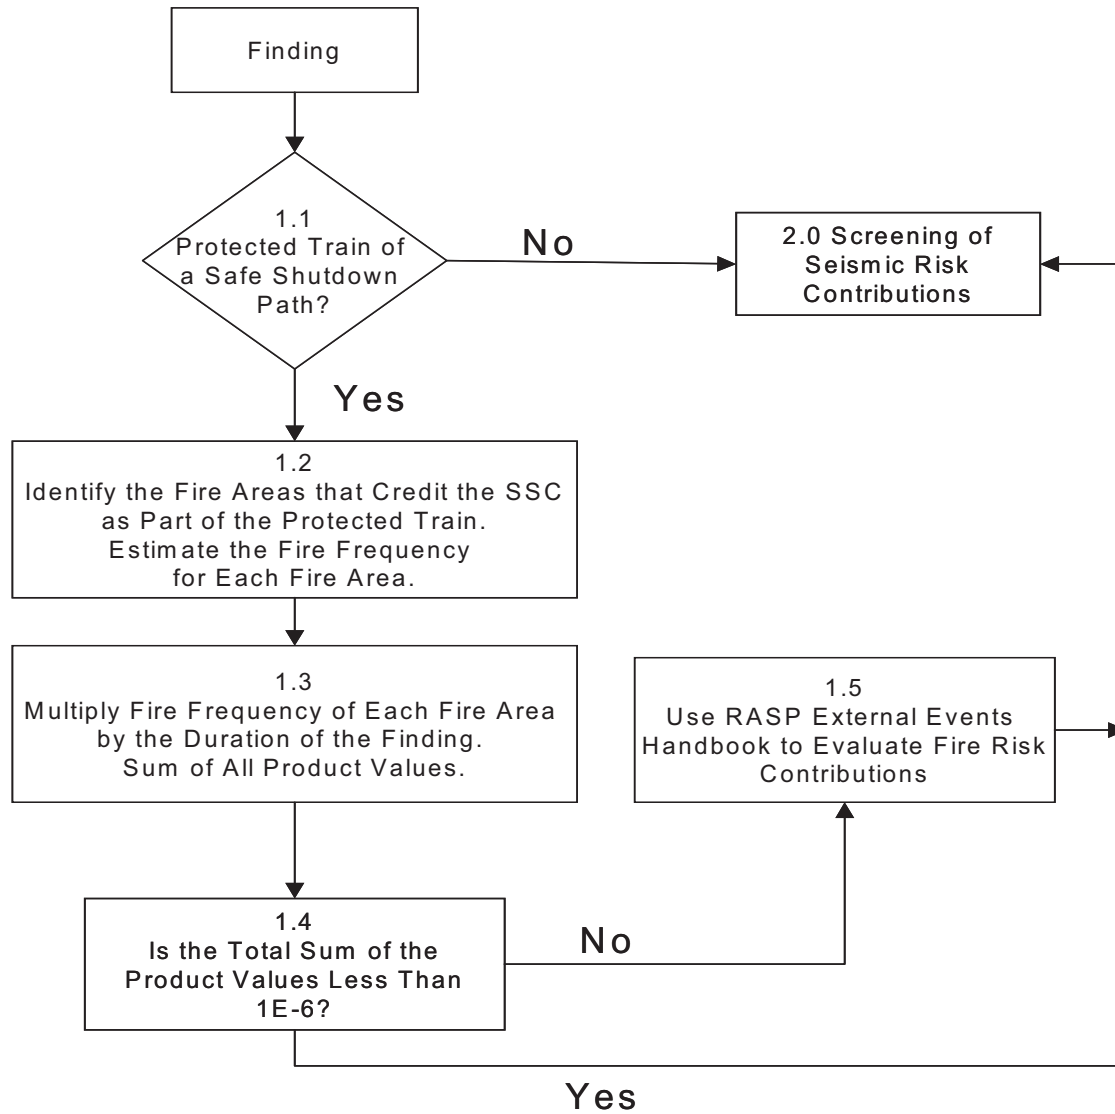 Finding
1.1
Protected Train of
a Safe Shutdown
Path?
No
2.0 Screening of
Seismic Risk
Contributions
Yes
1.2
Identify the Fire Areas that Credit the SSC
as Part of the Protected Train.
Estimate the Fire Frequency
for Each Fire Area.
1.3
Multiply Fire Frequency of Each Fire Area
by the Duration of the Finding.
Sum of All Product Values.
1.5
Use RASP External Events
Handbook to Evaluate Fire Risk
Contributions
1.4
Is the Total Sum of the
Product Values Less Than
1E-6?
No
Yes